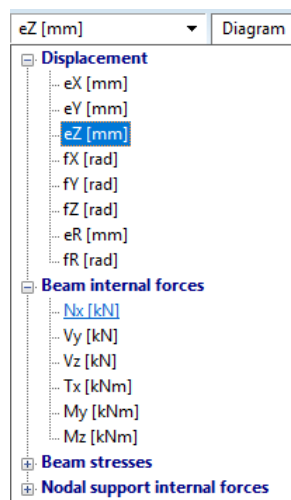 eZ [mm] Diagram
Displacement
eX [mm]
eY [mm]
eZ [mm]
fX [rad]
fY [rad]
fZ [rad]
eR [mm]
fR [rad]
Beam internal forces
Nx [kN]
Vy [kN]
Vz [kN]
Tx [kNm]
My [kNm]
Mz [kNm]
Beam stresses
Nodal support internal forces